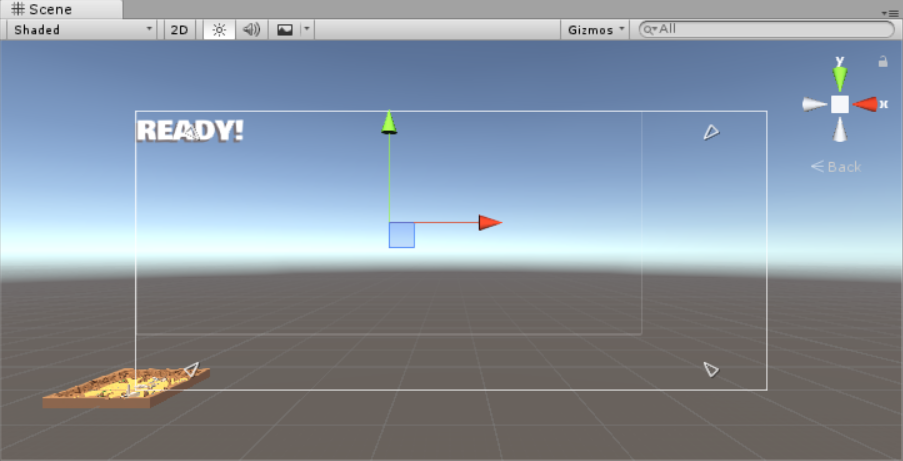 Scene
Shaded 2D Gizmos All
y
x
Back
READY!